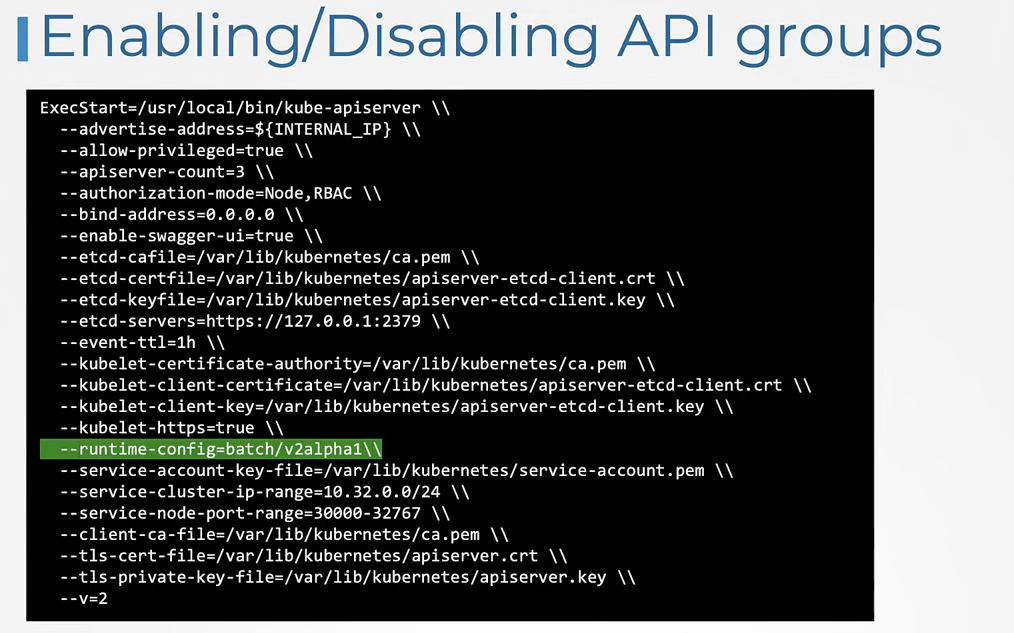 Enabling/Disabling API groups
ExecStart=/usr/local/bin/kube-apiserver \\
--advertise-address=${INTERNAL_IP} \\
--allow-privileged=true \\
--apiserver-count=3 \\
--authorization-mode=Node,RBAC \\
--bind-address=0.0.0.0 \\
--enable-swagger-ui=true \\
--etcd-cafile=/var/lib/kubernetes/ca.pem \\
--etcd-certfile=/var/lib/kubernetes/apiserver-etcd-client.crt \\
--etcd-keyfile=/var/lib/kubernetes/apiserver-etcd-client.key \\
--etcd-servers=https://127.0.0.1:2379 \\
--event-ttl=1h \\
--kubelet-certificate-authority=/var/lib/kubernetes/ca.pem \\
--kubelet-client-certificate=/var/lib/kubernetes/apiserver-etcd-client.crt \\
--kubelet-client-key=/var/lib/kubernetes/apiserver-etcd-client.key \\
--kubelet-https=true \\
--runtime-config=batch/v2alpha1\\
--service-account-key-file=/var/lib/kubernetes/service-account.pem \\
--service-cluster-ip-range=10.32.0.0/24 \\
--service-node-port-range=30000-32767 \\
--client-ca-file=/var/lib/kubernetes/ca.pem \\
--tls-cert-file=/var/lib/kubernetes/apiserver.crt \\
--tls-private-key-file=/var/lib/kubernetes/apiserver.key \\
--v=2